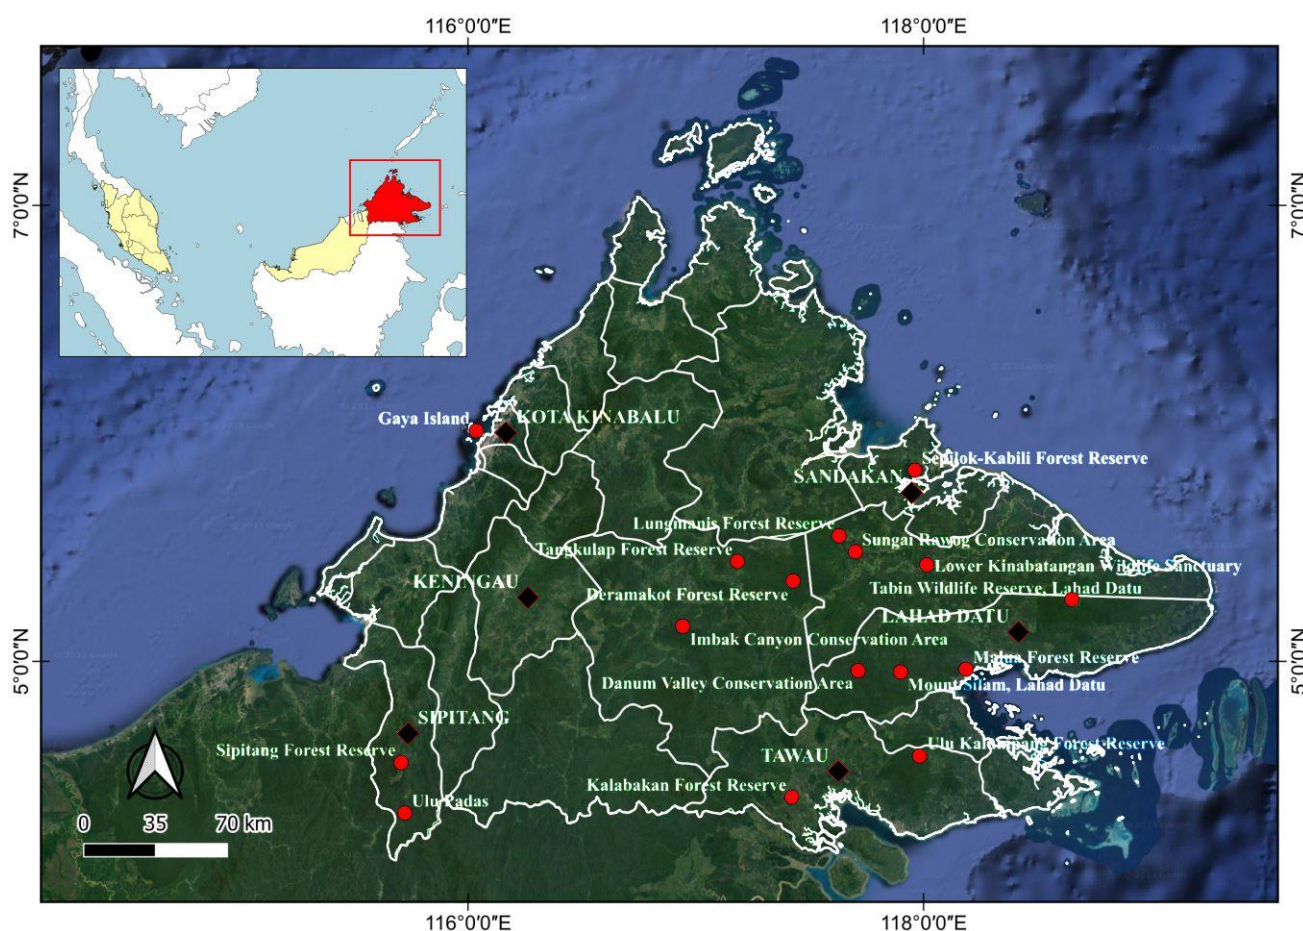 116°0′0″E
118°0′0″E
7°0′0″N
7°0′0″N
Gaya Island
KOTA KINABALU
Sepilok-Kabili Forest Reserve
SANDAKAN
Lungmanis Forest Reserve
Sungai Rawog Conservation Area
Tangkulap Forest Reserve
Lower Kinabatangan Wildlife Sanctuary
KENINGAU
Deramakot Forest Reserve
Tabin Wildlife Reserve, Lahad Datu
LAHAD DATU
Imbak Canyon Conservation Area
Malua Forest Reserve
5°0′0″N
5°0′0″N
Danum Valley Conservation Area
Mount Silam, Lahad Datu
SIPITANG
Sipitang Forest Reserve
Ulu Kalumpang Forest Reserve
TAWAU
Kalabakan Forest Reserve
Ulu Padas
0 35 70 km
116°0′0″E
118°0′0″E